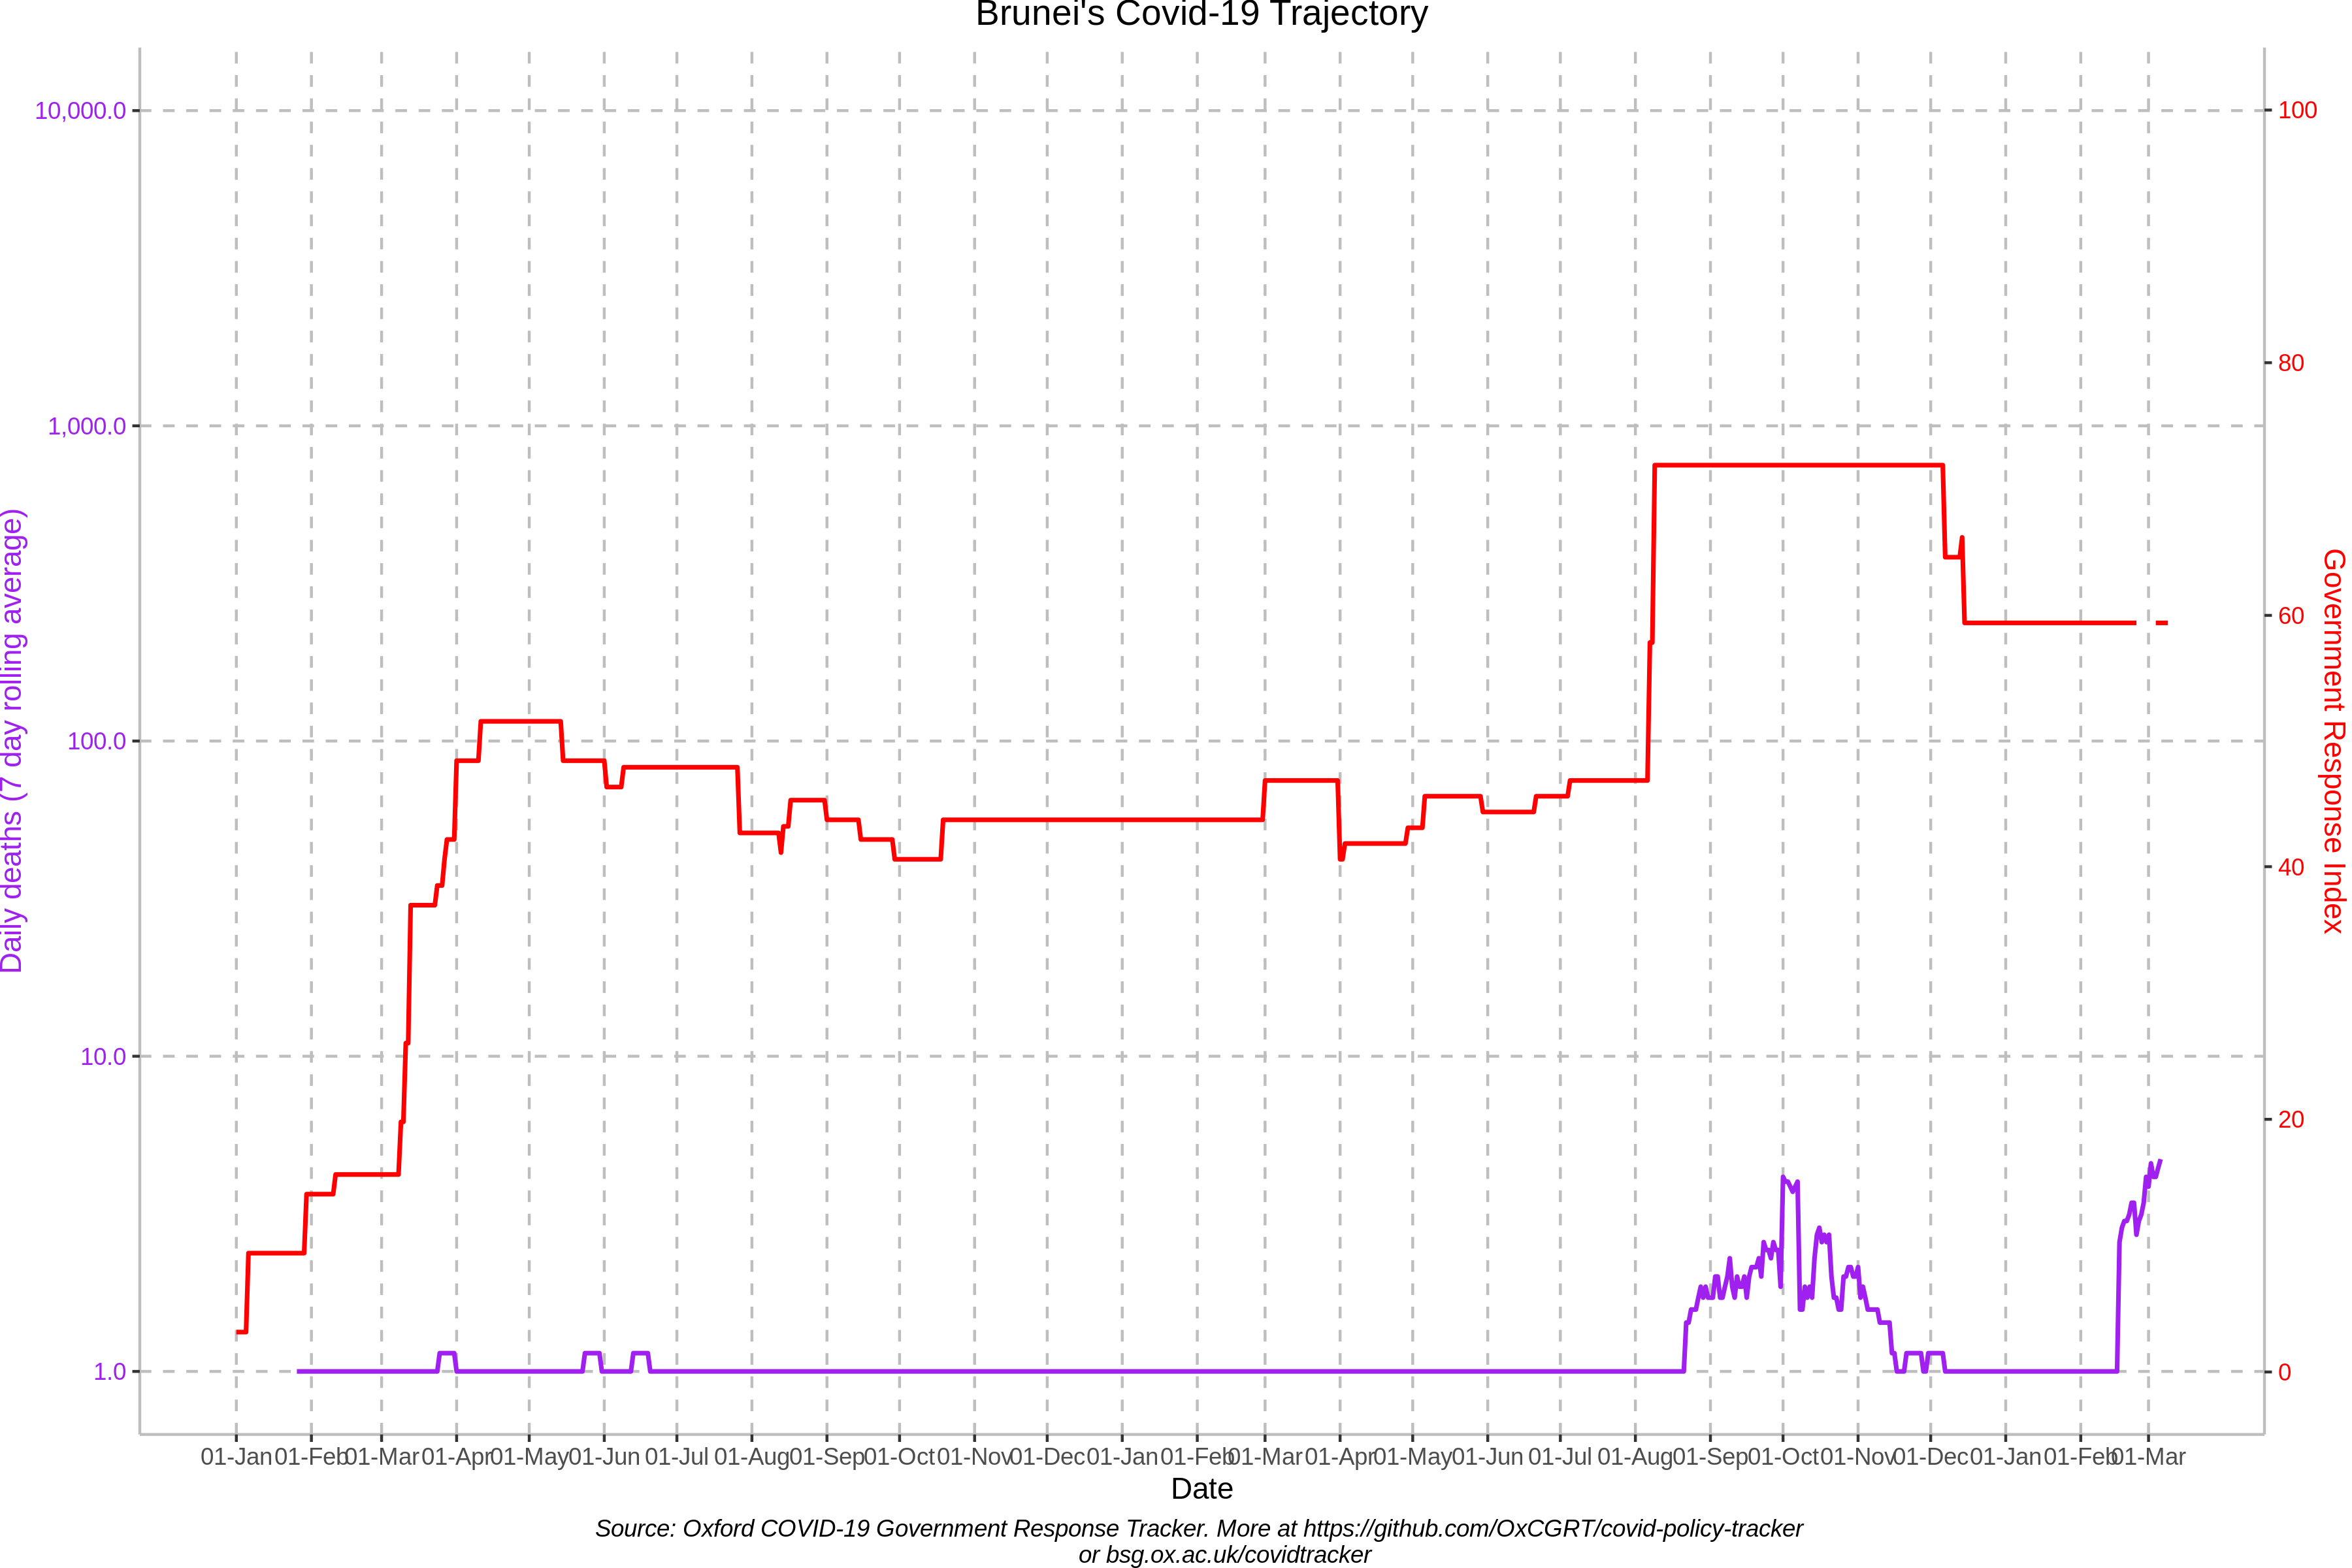 Brunei's Covid-19 Trajectory
10,000.0
1,000.0
100.0
10.0
1.0
Daily deaths (7 day rolling average)
100
80
60
40
20
0
Government Response Index
01-Jan 01-Feb 01-Mar 01-Apr 01-May 01-Jun 01-Jul 01-Aug 01-Sep 01-Oct 01-Nov 01-Dec 01-Jan 01-Feb 01-Mar 01-Apr 01-May 01-Jun 01-Jul 01-Aug 01-Sep 01-Oct 01-Nov 01-Dec 01-Jan 01-Feb 01-Mar
Date
Source: Oxford COVID-19 Government Response Tracker. More at https://github.com/OxCGRT/covid-policy-tracker
or bsg.ox.ac.uk/covidtracker